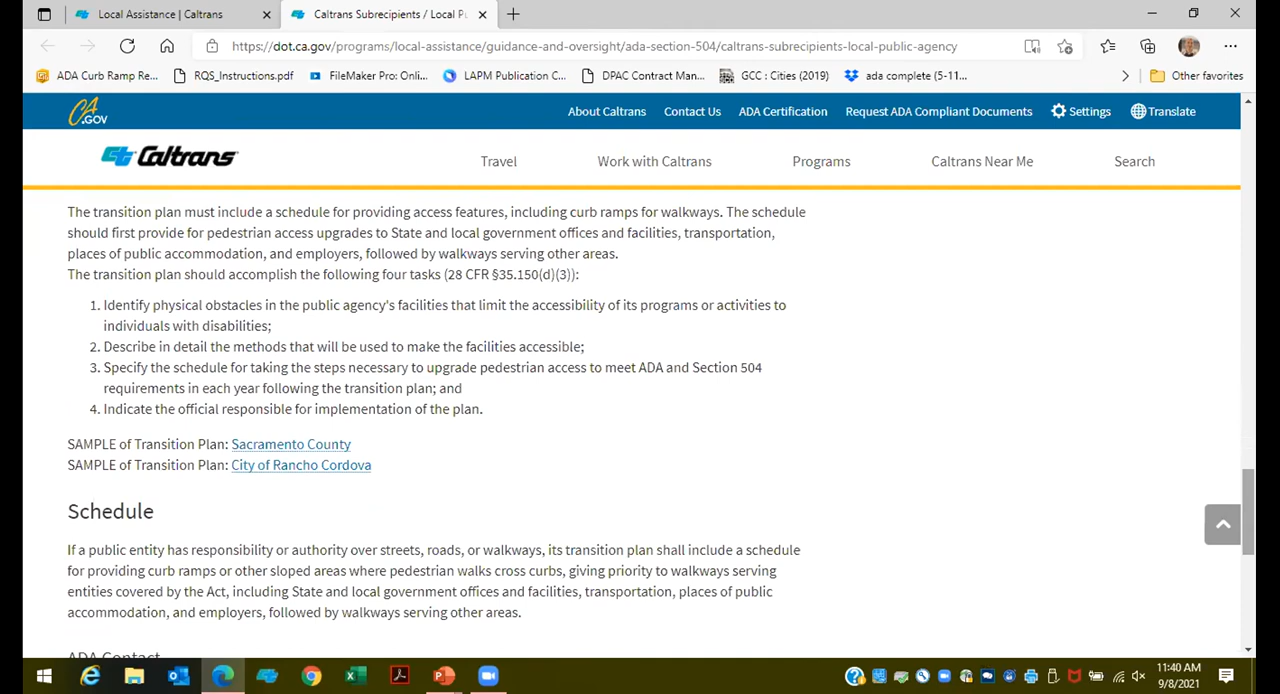 Local Assistance | Caltrans
Caltrans Subrecipients / Local Pu
https://dot.ca.gov/programs/local-assistance/guidance-and-oversight/ada-section-504/caltrans-subrecipients-local-public-agency
ADA Curb Ramp Re...
RQS_Instructions.pdf
FileMaker Pro: Onli...
LAPM Publication C...
DPAC Contract Man...
GCC : Cities (2019)
ada complete (5-11...
Other favorites
CA.GOV
About Caltrans
Contact Us
ADA Certification
Request ADA Compliant Documents
Settings
Translate
Caltrans
Travel
Work with Caltrans
Programs
Caltrans Near Me
Search
The transition plan must include a schedule for providing access features, including curb ramps for walkways. The schedule
should first provide for pedestrian access upgrades to State and local government offices and facilities, transportation,
places of public accommodation, and employers, followed by walkways serving other areas.
The transition plan should accomplish the following four tasks (28 CFR §35.150(d)(3)):
1. Identify physical obstacles in the public agency's facilities that limit the accessibility of its programs or activities to
individuals with disabilities;
2. Describe in detail the methods that will be used to make the facilities accessible;
3. Specify the schedule for taking the steps necessary to upgrade pedestrian access to meet ADA and Section 504
requirements in each year following the transition plan; and
4. Indicate the official responsible for implementation of the plan.
SAMPLE of Transition Plan: Sacramento County
SAMPLE of Transition Plan: City of Rancho Cordova
Schedule
If a public entity has responsibility or authority over streets, roads, or walkways, its transition plan shall include a schedule
for providing curb ramps or other sloped areas where pedestrian walks cross curbs, giving priority to walkways serving
entities covered by the Act, including State and local government offices and facilities, transportation, places of public
accommodation, and employers, followed by walkways serving other areas.
ADA Contact
11:40 AM
9/8/2021